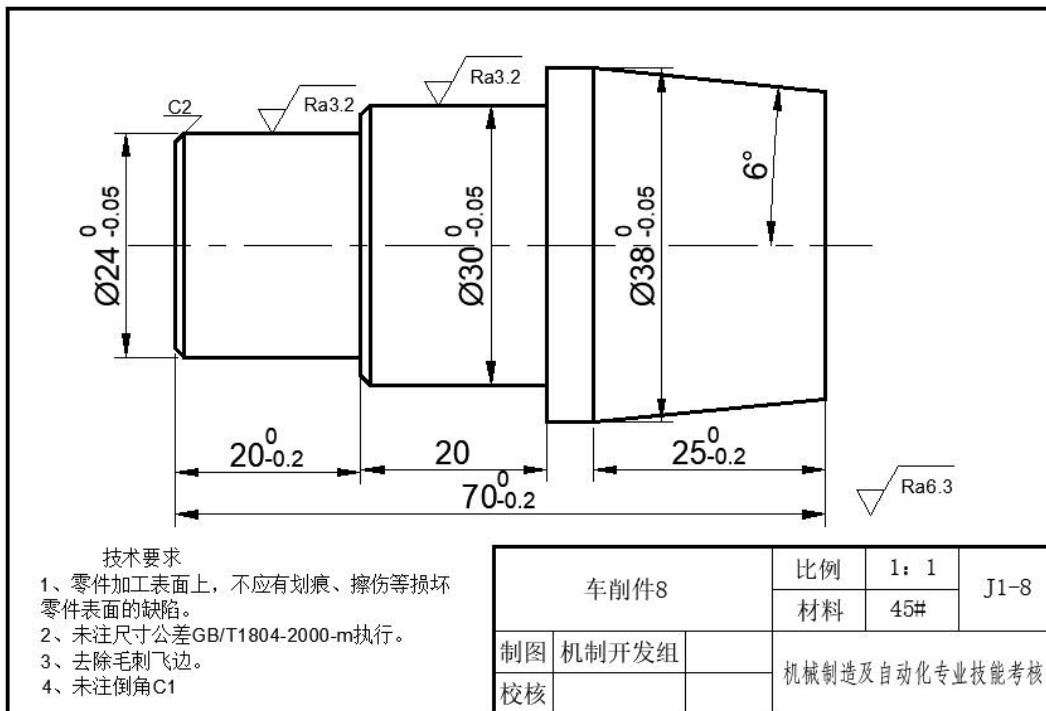 C2
Ra3.2
Ra3.2
Ø24 0 -0.05
Ø30 0 -0.05
Ø38 0 -0.05
6°
20 0 -0.2
20
25 0 -0.2
70 0 -0.2
Ra6.3
技术要求
1、零件加工表面上，不应有划痕、擦伤等损坏
零件表面的缺陷。
2、未注尺寸公差GB/T1804-2000-m执行。
3、去除毛刺飞边。
4、未注倒角C1
车削件8
比例 1：1
J1-8
材料 45#
制图 机制开发组
校核
机械制造及自动化专业技能考核